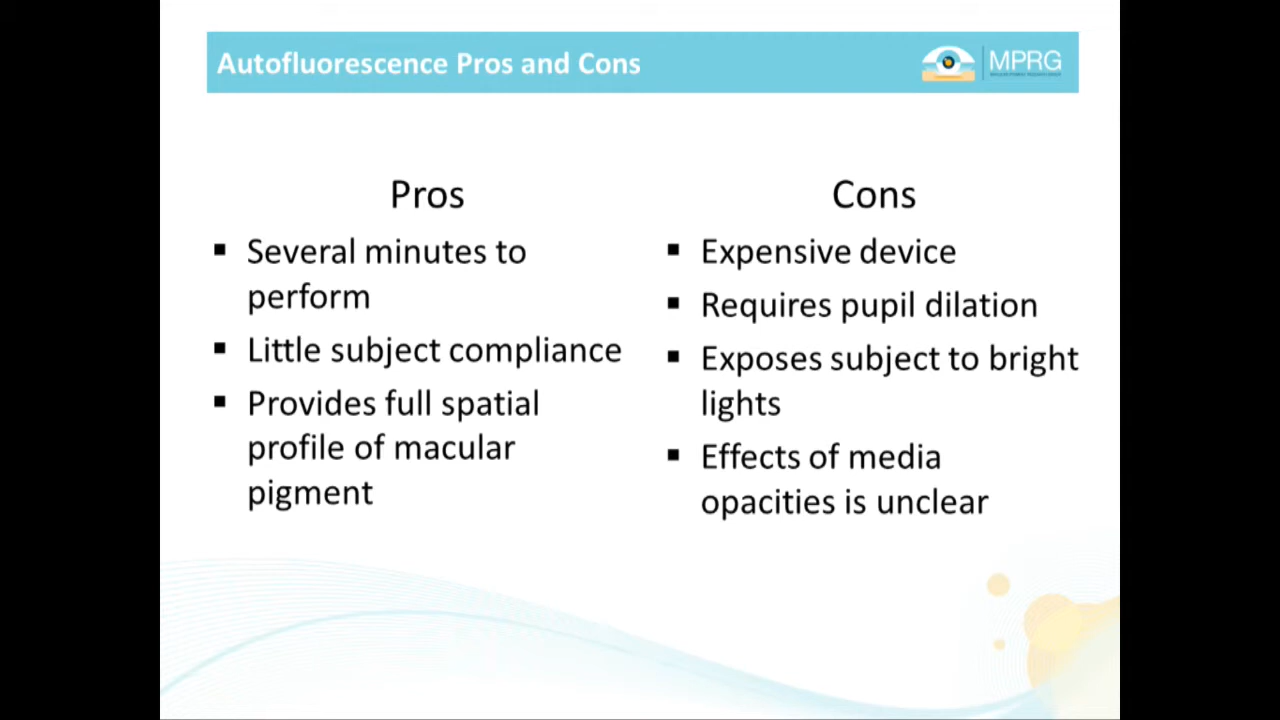 Autofluorescence Pros and Cons
MPRG
Pros
▪ Several minutes to
perform
▪ Little subject compliance
▪ Provides full spatial
profile of macular
pigment
Cons
▪ Expensive device
▪ Requires pupil dilation
▪ Exposes subject to bright
lights
▪ Effects of media
opacities is unclear